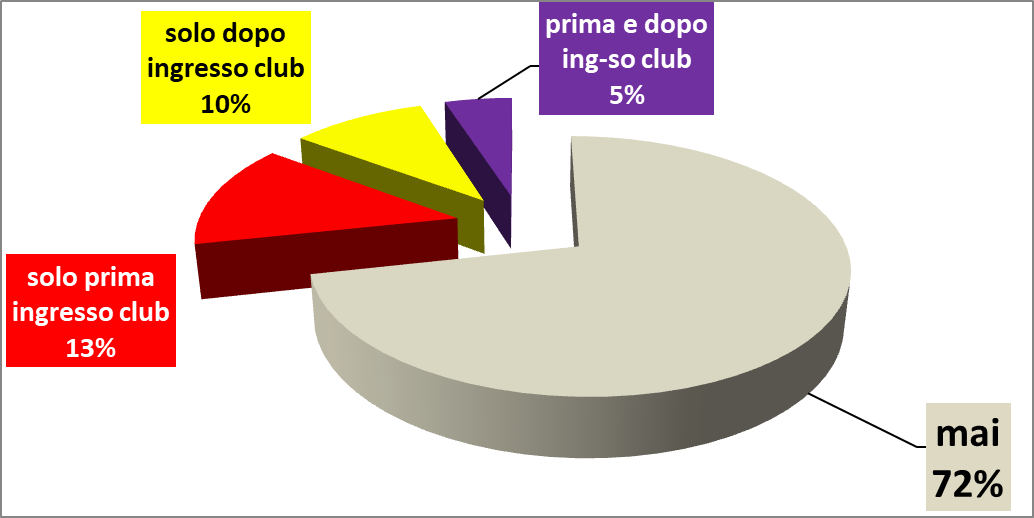 solo dopo
ingresso club
10%
prima e dopo
ing-so club
5%
solo prima
ingresso club
13%
mai
72%